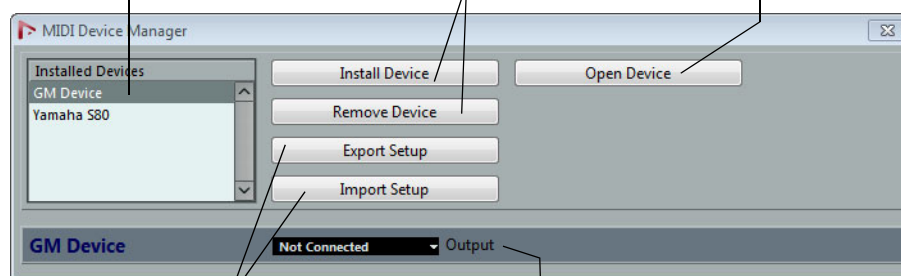 MIDI Device Manager
Installed Devices
GM Device
Yamaha S80
Install Device
Open Device
Remove Device
Export Setup
Import Setup
GM Device
Not Connected
Output